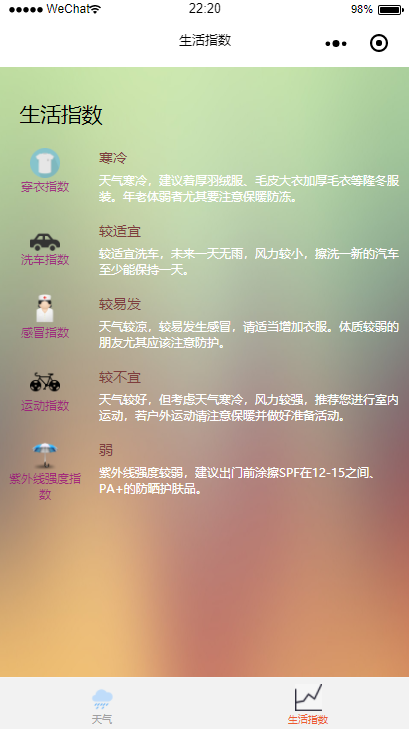 ●●●●● WeChat 22:20 98%
生活指数
生活指数
寒冷
穿衣指数
天气寒冷，建议着厚羽绒服、毛皮大衣加厚毛衣等隆冬服
装。年老体弱者尤其要注意保暖防冻。
较适宜
洗车指数
较适宜洗车，未来一天无雨，风力较小，擦洗一新的汽车
至少能保持一天。
较易发
感冒指数
天气较凉，较易发生感冒，请适当增加衣服。体质较弱的
朋友尤其应该注意防护。
较不宜
运动指数
天气较好，但考虑天气寒冷，风力较强，推荐您进行室内
运动，若户外运动请注意保暖并做好准备活动。
弱
紫外线强度指
数
紫外线强度较弱，建议出门前涂擦SPF在12-15之间、
PA+的防晒护肤品。
天气
生活指数